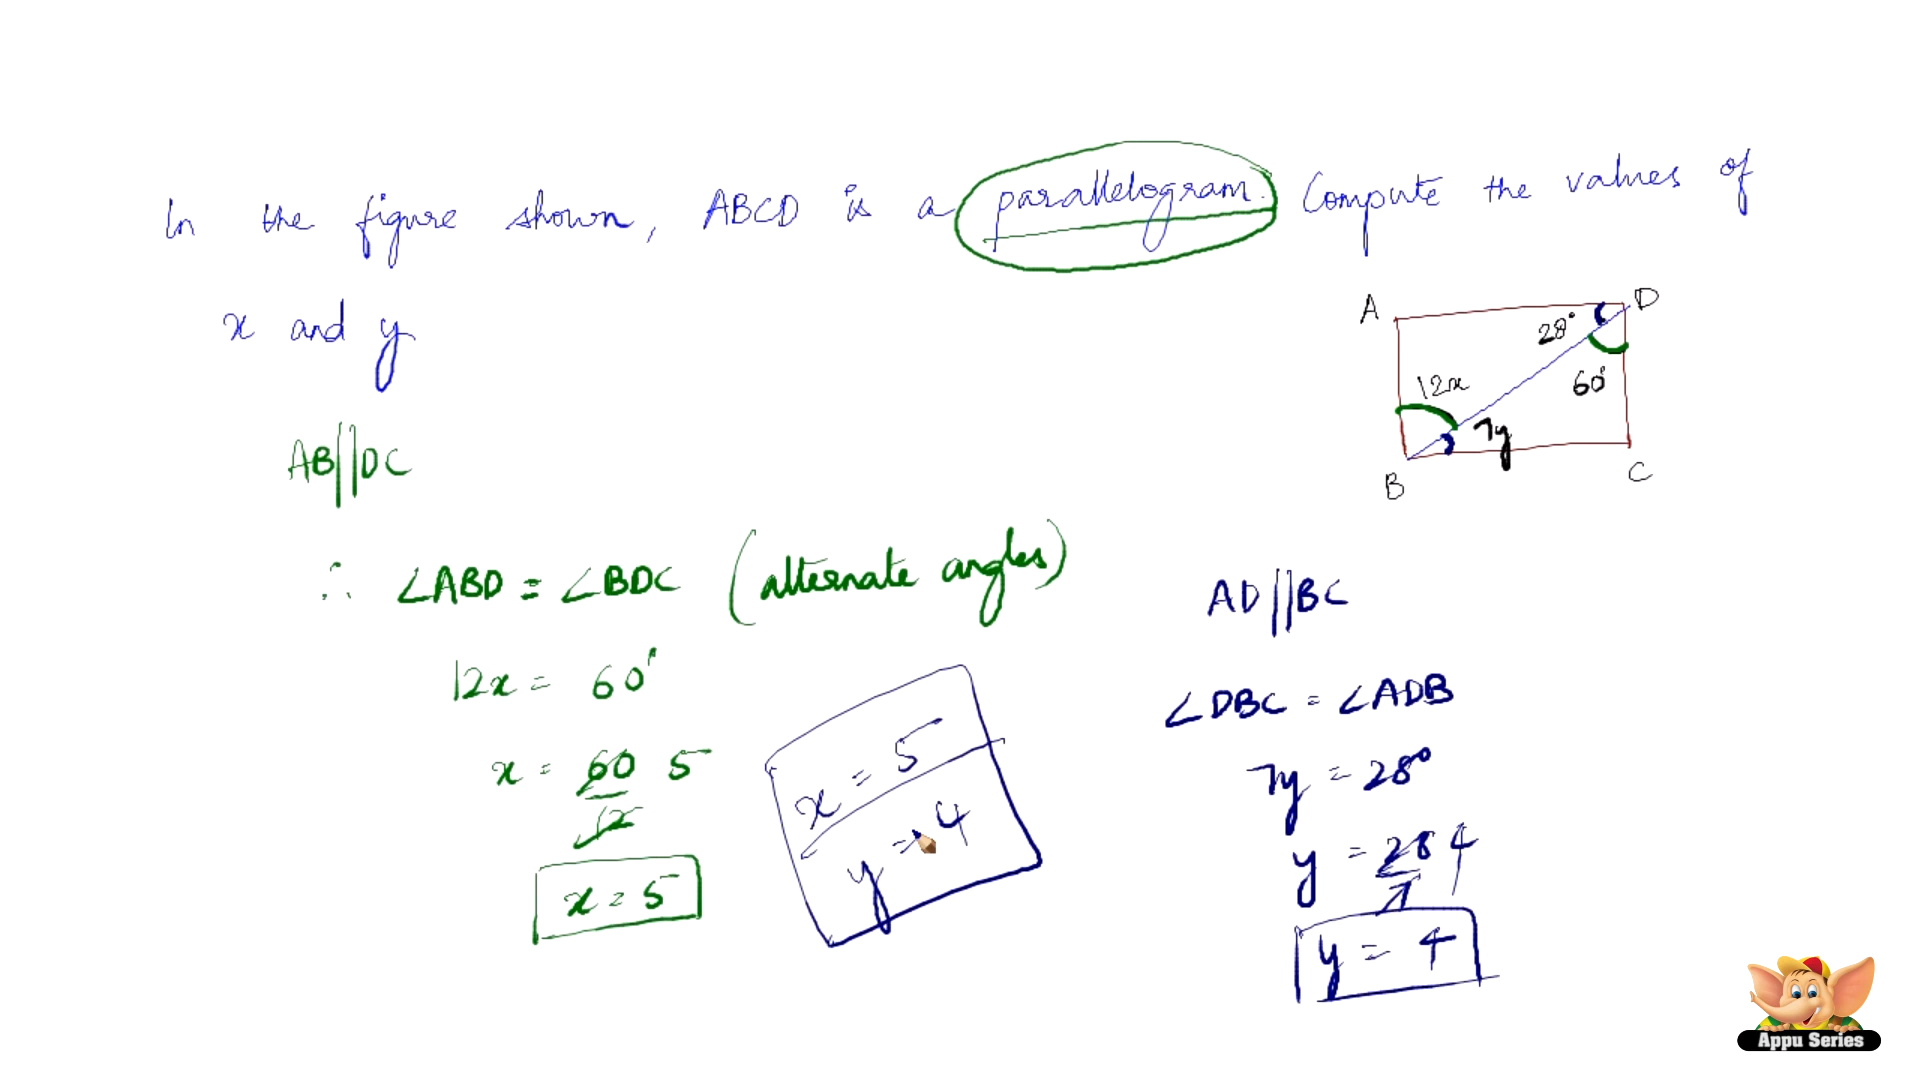 In the figure shown, ABCD is a parallelogram. Compute the values of
x and y
A
D
28°
60°
12x
7y
B
C
AB||DC
∴ ∠ABD = ∠BDC (alternate angles)
12x = 60°
x = 60 5
12
x = 5
x = 5
y = 4
AD||BC
∠DBC = ∠ADB
7y = 28°
y = 28 4
7
y = 4
Appu Series